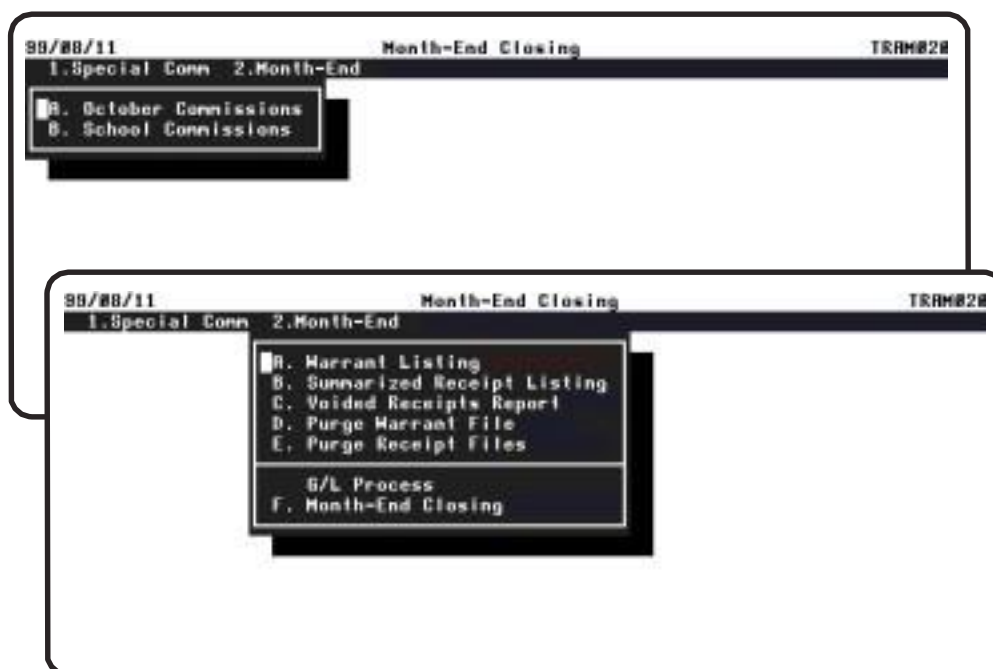 99/08/11 Month-End Closing TRAM020
1.Special Comm 2.Month-End
A. October Commissions
B. School Commissions
99/08/11 Month-End Closing TRAM020
1.Special Comm 2.Month-End
A. Warrant Listing
B. Summarized Receipt Listing
C. Voided Receipts Report
D. Purge Warrant File
E. Purge Receipt Files
G/L Process
F. Month-End Closing